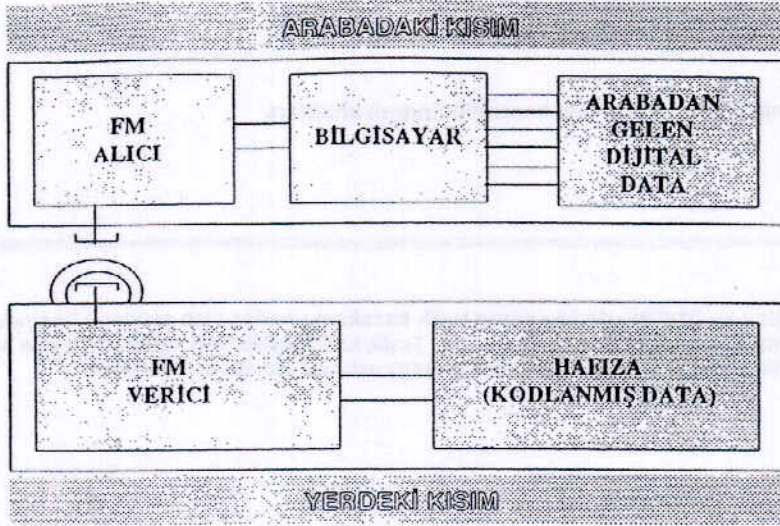 ARABADAKİ KISIM
FM
ALICI
BİLGİSAYAR
ARABADAN
GELEN
DİJİTAL
DATA
FM
VERİCİ
HAFIZA
(KODLANMIŞ DATA)
YERDEKİ KISIM